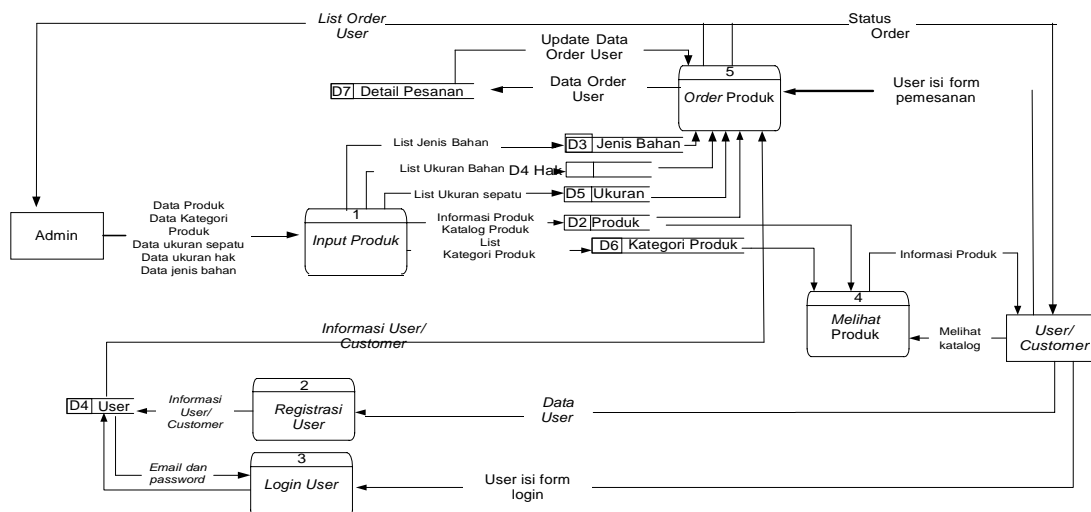 List Order
User
Status
Order
Update Data
Order User
5
Order Produk
D7 Detail Pesanan
Data Order
User
User isi form
pemesanan
List Jenis Bahan
D3 Jenis Bahan
List Ukuran Bahan
D4 Hak
List Ukuran sepatu
D5 Ukuran
Admin
Data Produk
Data Kategori
Produk
Data ukuran sepatu
Data ukuran hak
Data jenis bahan
1
Input Produk
Informasi Produk
Katalog Produk
List
Kategori Produk
D2 Produk
D6 Kategori Produk
Informasi Produk
4
Melihat
Produk
Melihat
katalog
User/
Customer
Informasi User/
Customer
D4 User
Informasi
User/
Customer
2
Registrasi
User
Data
User
Email dan
password
3
Login User
User isi form
login